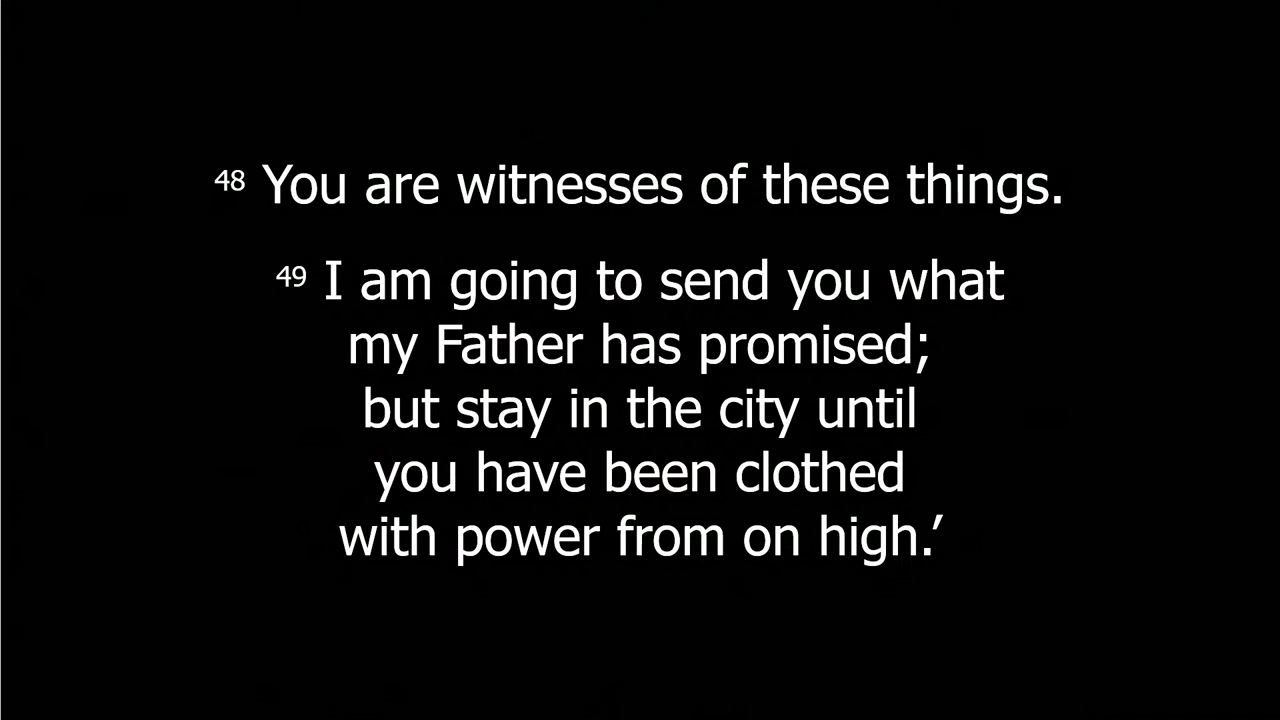 48 You are witnesses of these things.
49 I am going to send you what
my Father has promised;
but stay in the city until
you have been clothed
with power from on high.’